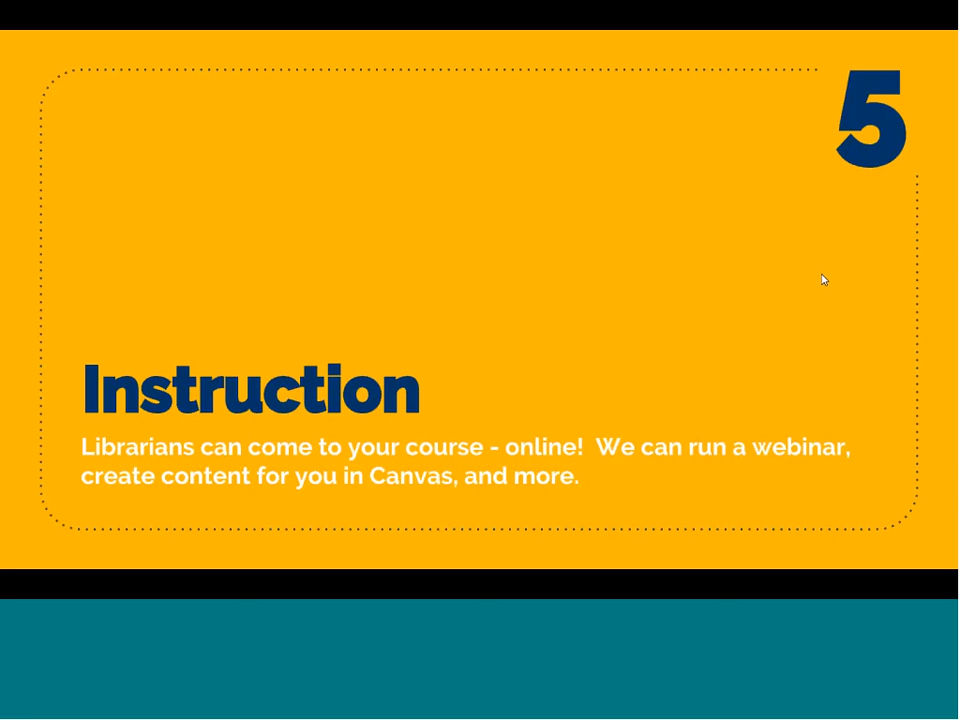 5
Instruction
Librarians can come to your course - online!  We can run a webinar,
create content for you in Canvas, and more.